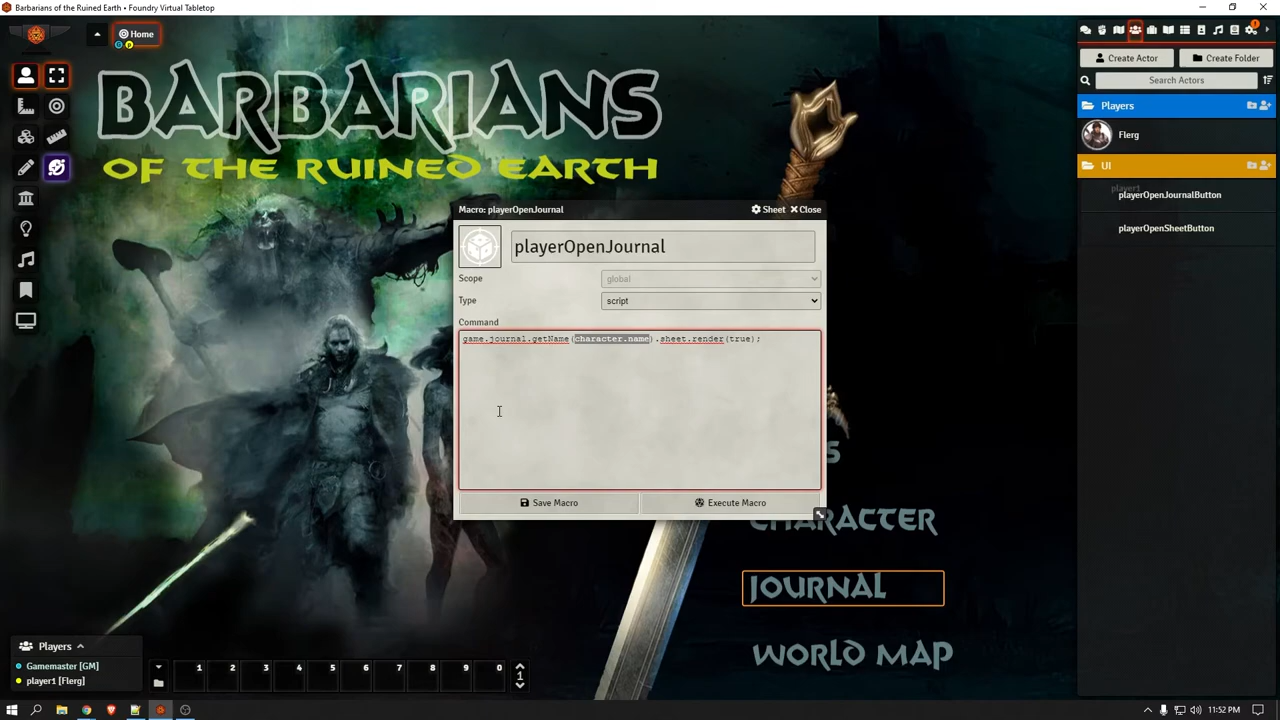 Barbarians of the Ruined Earth • Foundry Virtual Tabletop
Home
G
P
BARBARIANS
OF THE RUINED EARTH
Create Actor
Create Folder
Search Actors
Players
Flerg
UI
player1
playerOpenJournalButton
playerOpenSheetButton
Macro: playerOpenJournal
Sheet
Close
playerOpenJournal
Scope
global
Type
script
Command
game.journal.getName(character.name).sheet.render(true);
Save Macro
Execute Macro
S
CHARACTER
JOURNAL
WORLD MAP
Players
Gamemaster [GM]
player1 [Flerg]
1 2 3 4 5 6 7 8 9 0
1
11:52 PM